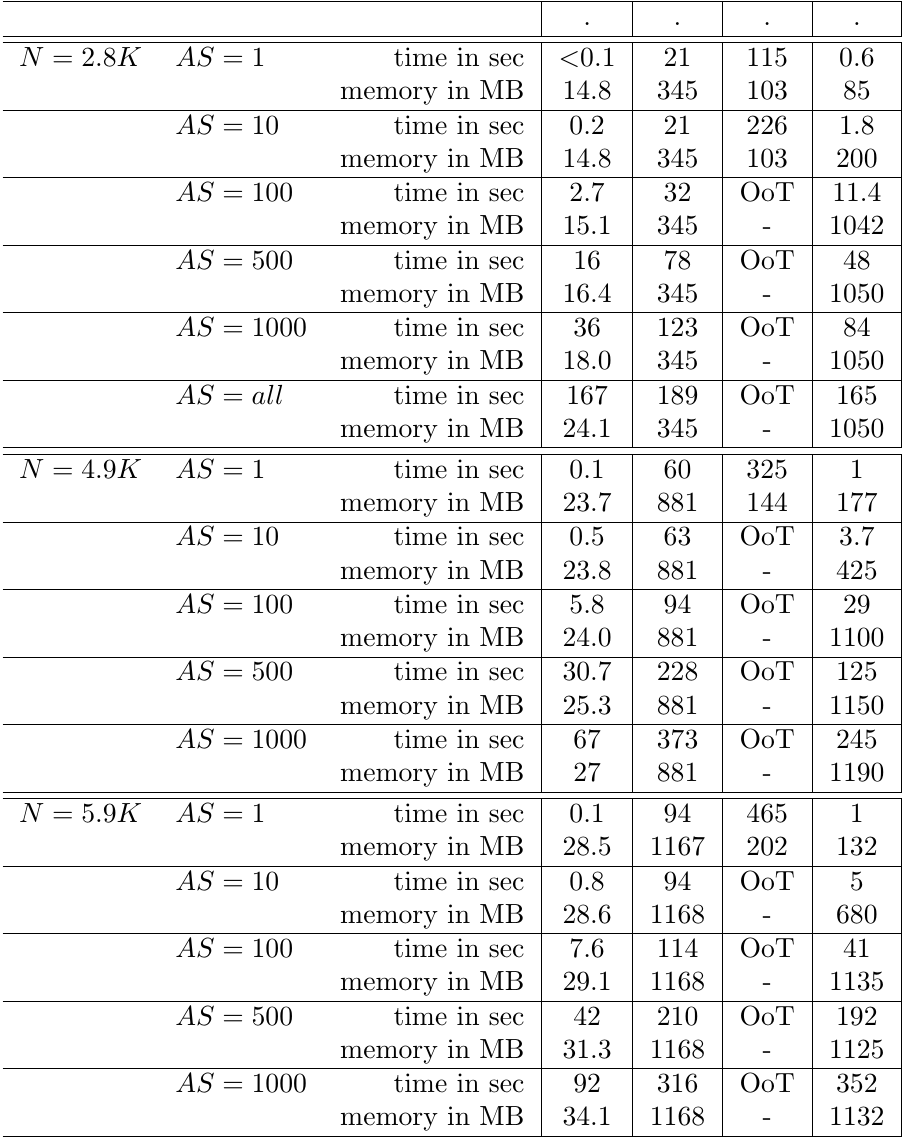 . . . .
N = 2.8K AS = 1 time in sec <0.1 21 115 0.6
memory in MB 14.8 345 103 85
AS = 10 time in sec 0.2 21 226 1.8
memory in MB 14.8 345 103 200
AS = 100 time in sec 2.7 32 OoT 11.4
memory in MB 15.1 345 - 1042
AS = 500 time in sec 16 78 OoT 48
memory in MB 16.4 345 - 1050
AS = 1000 time in sec 36 123 OoT 84
memory in MB 18.0 345 - 1050
AS = all time in sec 167 189 OoT 165
memory in MB 24.1 345 - 1050
N = 4.9K AS = 1 time in sec 0.1 60 325 1
memory in MB 23.7 881 144 177
AS = 10 time in sec 0.5 63 OoT 3.7
memory in MB 23.8 881 - 425
AS = 100 time in sec 5.8 94 OoT 29
memory in MB 24.0 881 - 1100
AS = 500 time in sec 30.7 228 OoT 125
memory in MB 25.3 881 - 1150
AS = 1000 time in sec 67 373 OoT 245
memory in MB 27 881 - 1190
N = 5.9K AS = 1 time in sec 0.1 94 465 1
memory in MB 28.5 1167 202 132
AS = 10 time in sec 0.8 94 OoT 5
memory in MB 28.6 1168 - 680
AS = 100 time in sec 7.6 114 OoT 41
memory in MB 29.1 1168 - 1135
AS = 500 time in sec 42 210 OoT 192
memory in MB 31.3 1168 - 1125
AS = 1000 time in sec 92 316 OoT 352
memory in MB 34.1 1168 - 1132